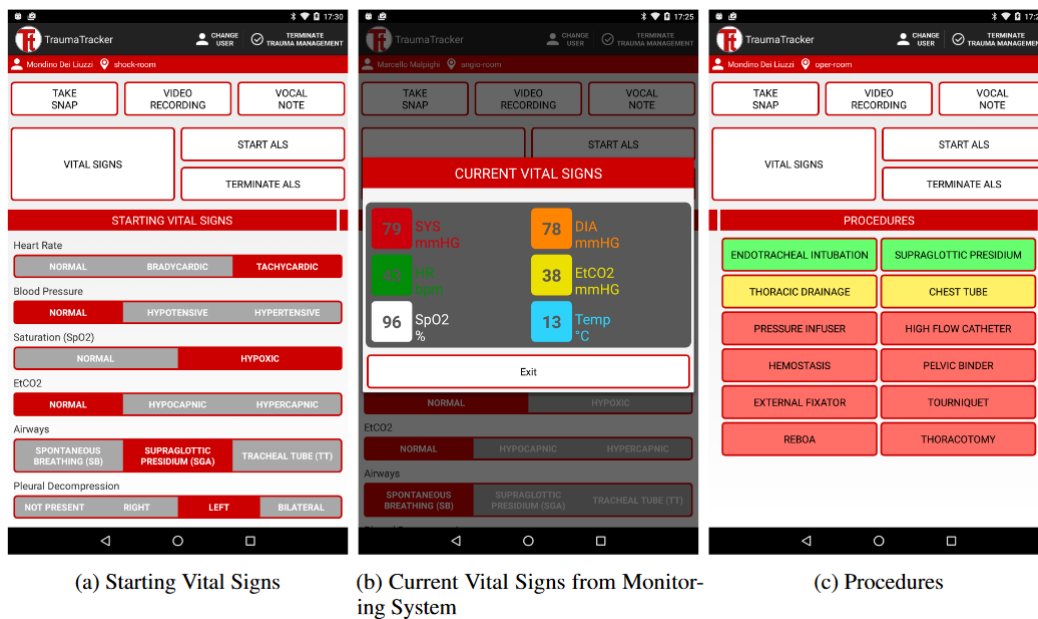 17:30
Tt TraumaTracker CHANGE USER TERMINATE TRAUMA MANAGEMENT
Mondino Dei Liuzzi shock-room
TAKE SNAP VIDEO RECORDING VOCAL NOTE
VITAL SIGNS
START ALS
TERMINATE ALS
STARTING VITAL SIGNS
Heart Rate
NORMAL BRADYCARDIC TACHYCARDIC
Blood Pressure
NORMAL HYPOTENSIVE HYPERTENSIVE
Saturation (SpO2)
NORMAL HYPOXIC
EtCO2
NORMAL HYPOCAPNIC HYPERCAPNIC
Airways
SPONTANEOUS BREATHING (SB) SUPRAGLOTTIC PRESIDIUM (SGA) TRACHEAL TUBE (TT)
Pleural Decompression
NOT PRESENT RIGHT LEFT BILATERAL
(a) Starting Vital Signs
17:25
Tt TraumaTracker CHANGE USER TERMINATE TRAUMA MANAGEMENT
Marcello Malpighi angio-room
TAKE SNAP VIDEO RECORDING VOCAL NOTE
START ALS
CURRENT VITAL SIGNS
79 SYS mmHG 78 DIA mmHG
43 HR bpm 38 EtCO2 mmHG
96 SpO2 % 13 Temp °C
Exit
NORMAL HYPOXIC
EtCO2
NORMAL HYPOCAPNIC HYPERCAPNIC
Airways
SPONTANEOUS BREATHING (SB) SUPRAGLOTTIC PRESIDIUM (SGA) TRACHEAL TUBE (TT)
(b) Current Vital Signs from Monitor-
ing System
Tt TraumaTracker CHANGE USER TERMINATE TRAUMA MANAGEMENT
Mondino Dei Liuzzi oper-room
TAKE SNAP VIDEO RECORDING VOCAL NOTE
VITAL SIGNS
START ALS
TERMINATE ALS
PROCEDURES
ENDOTRACHEAL INTUBATION SUPRAGLOTTIC PRESIDIUM
THORACIC DRAINAGE CHEST TUBE
PRESSURE INFUSER HIGH FLOW CATHETER
HEMOSTASIS PELVIC BINDER
EXTERNAL FIXATOR TOURNIQUET
REBOA THORACOTOMY
(c) Procedures